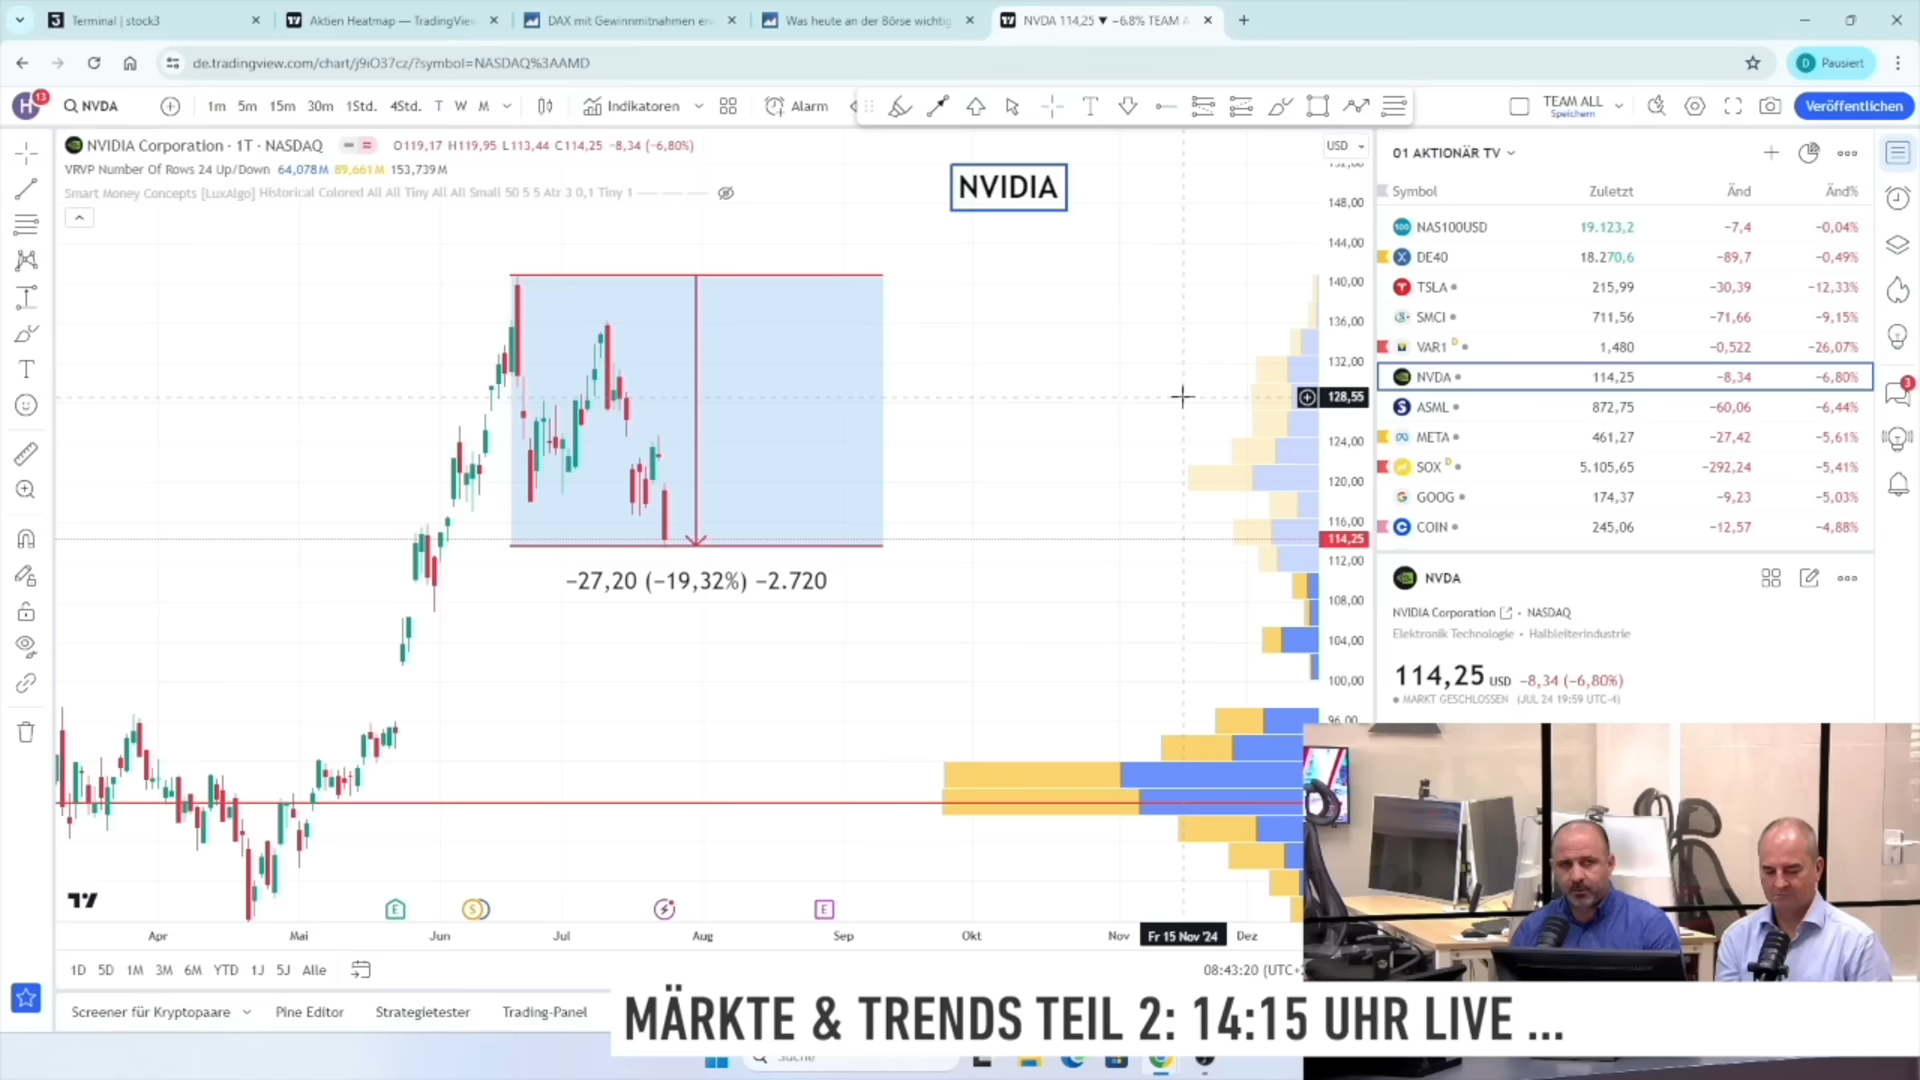 Terminal | stock3
Aktien Heatmap — TradingView
DAX mit Gewinnmitnahmen er
Was heute an der Börse wichtig
NVDA 114,25 ▼ −6.8% TEAM A
de.tradingview.com/chart/j9iO37cz/?symbol=NASDAQ%3AAMD
D Pausiert
H 13
NVDA
1m 5m 15m 30m 1Std. 4Std. T W M
Indikatoren
Alarm
TEAM ALL
Speichern
Veröffentlichen
NVIDIA Corporation · 1T · NASDAQ O119,17 H119,95 L113,44 C114,25 −8,34 (−6,80%)
VRVP Number Of Rows 24 Up/Down 64,078M 89,661M 153,739M
Smart Money Concepts [LuxAlgo] Historical Colored All All Tiny All All Small 50 5 5 Atr 3 0,1 Tiny 1
NVIDIA
USD
152,00
148,00
144,00
140,00
136,00
132,00
128,55
124,00
120,00
116,00
114,25
112,00
108,00
104,00
100,00
96,00
−27,20 (−19,32%) −2.720
E
S
E
Apr Mai Jun Jul Aug Sep Okt Nov Fr 15 Nov '24 Dez
1D 5D 1M 3M 6M YTD 1J 5J Alle
08:43:20 (UTC+
Screener für Kryptopaare Pine Editor Strategietester Trading-Panel
01 AKTIONÄR TV
Symbol Zuletzt Änd Änd%
NAS100USD 19.123,2 −7,4 −0,04%
DE40 18.270,6 −89,7 −0,49%
TSLA 215,99 −30,39 −12,33%
SMCI 711,56 −71,66 −9,15%
VAR1 D 1,480 −0,522 −26,07%
NVDA 114,25 −8,34 −6,80%
ASML 872,75 −60,06 −6,44%
META 461,27 −27,42 −5,61%
SOX D 5.105,65 −292,24 −5,41%
GOOG 174,37 −9,23 −5,03%
COIN 245,06 −12,57 −4,88%
3
NVDA
NVIDIA Corporation · NASDAQ
Elektronik Technologie · Halbleiterindustrie
114,25 USD −8,34 (−6,80%)
MARKT GESCHLOSSEN (JUL 24 19:59 UTC-4)
MÄRKTE & TRENDS TEIL 2: 14:15 UHR LIVE ...
Suche